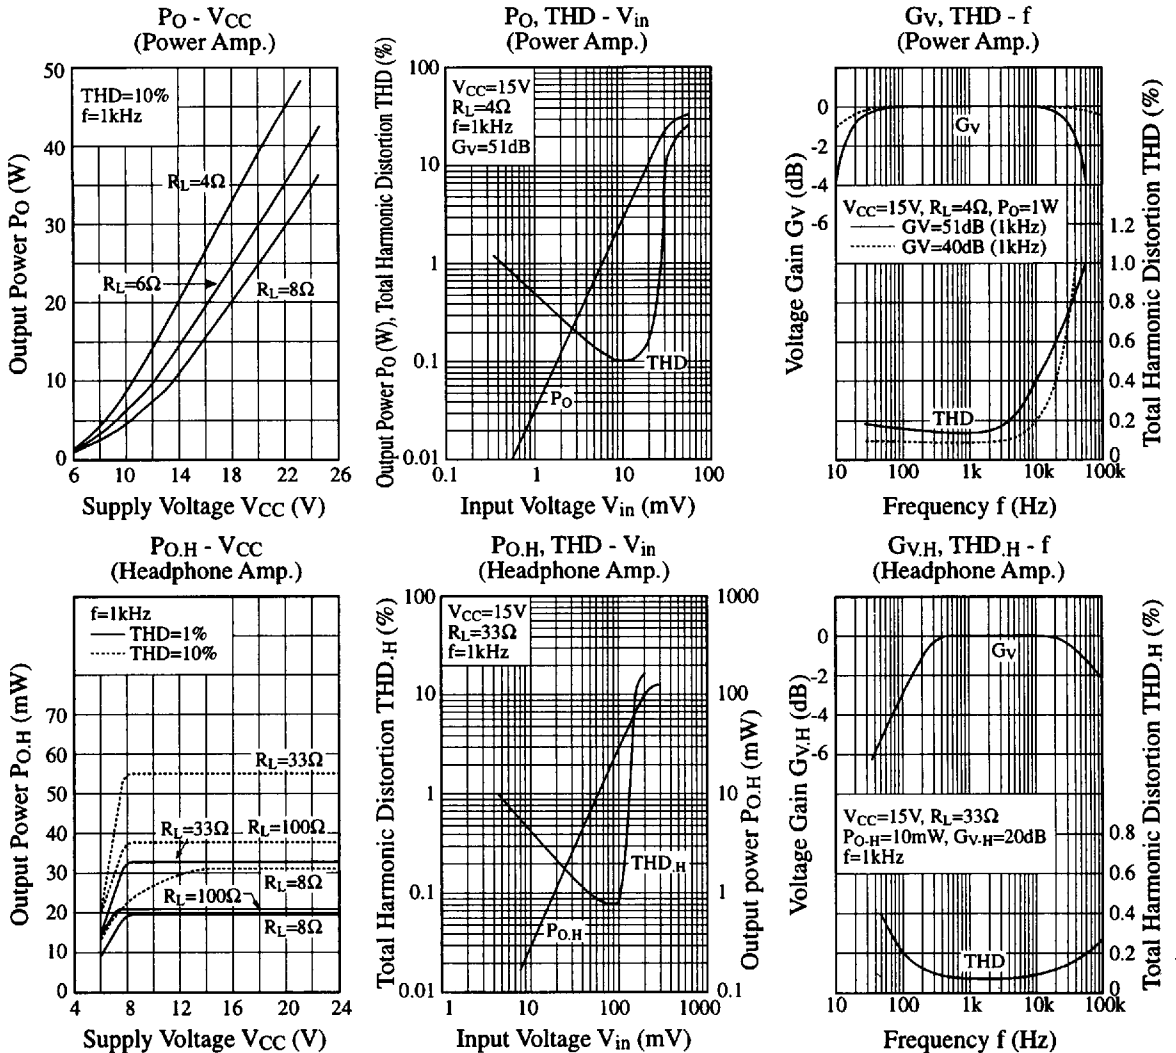 PO - VCC
(Power Amp.)
50
40
30
20
10
0
THD=10%
f=1kHz
RL=4Ω
RL=6Ω
RL=8Ω
Output Power PO (W)
6 10 14 18 22 26
Supply Voltage VCC (V)
PO, THD - Vin
(Power Amp.)
Output Power PO (W), Total Harmonic Distortion THD (%)
100
10
1
0.1
0.01
VCC=15V
RL=4Ω
f=1kHz
GV=51dB
THD
PO
0.1 1 10 100 100
Input Voltage Vin (mV)
GV, THD - f
(Power Amp.)
Voltage Gain GV (dB)
0
-2
-4
-6
GV
VCC=15V, RL=4Ω, PO=1W
GV=51dB (1kHz)
GV=40dB (1kHz)
THD
1.2
1.0
0.8
0.6
0.4
0.2
0
Total Harmonic Distortion THD (%)
10 100 1k 10k 100k
Frequency f (Hz)
PO.H - VCC
(Headphone Amp.)
Output Power PO.H (mW)
f=1kHz
THD=1%
THD=10%
70
60
50
40
30
20
10
0
RL=33Ω
RL=33Ω RL=100Ω
RL=8Ω
RL=100Ω
RL=8Ω
4 8 12 16 20 24
Supply Voltage VCC (V)
PO.H, THD - Vin
(Headphone Amp.)
Total Harmonic Distortion THD.H (%)
100
10
1
0.1
0.01
VCC=15V
RL=33Ω
f=1kHz
THD.H
PO.H
1000
100
10
1
0.1
Output power PO.H (mW)
1 10 100 1000
Input Voltage Vin (mV)
GV.H, THD.H - f
(Headphone Amp.)
Voltage Gain GV.H (dB)
0
-2
-4
-6
GV
VCC=15V, RL=33Ω
PO-H=10mW, GV-H=20dB
f=1kHz
THD
0.8
0.6
0.4
0.2
0
Total Harmonic Distortion THD.H (%)
10 100 1k 10k 100k
Frequency f (Hz)